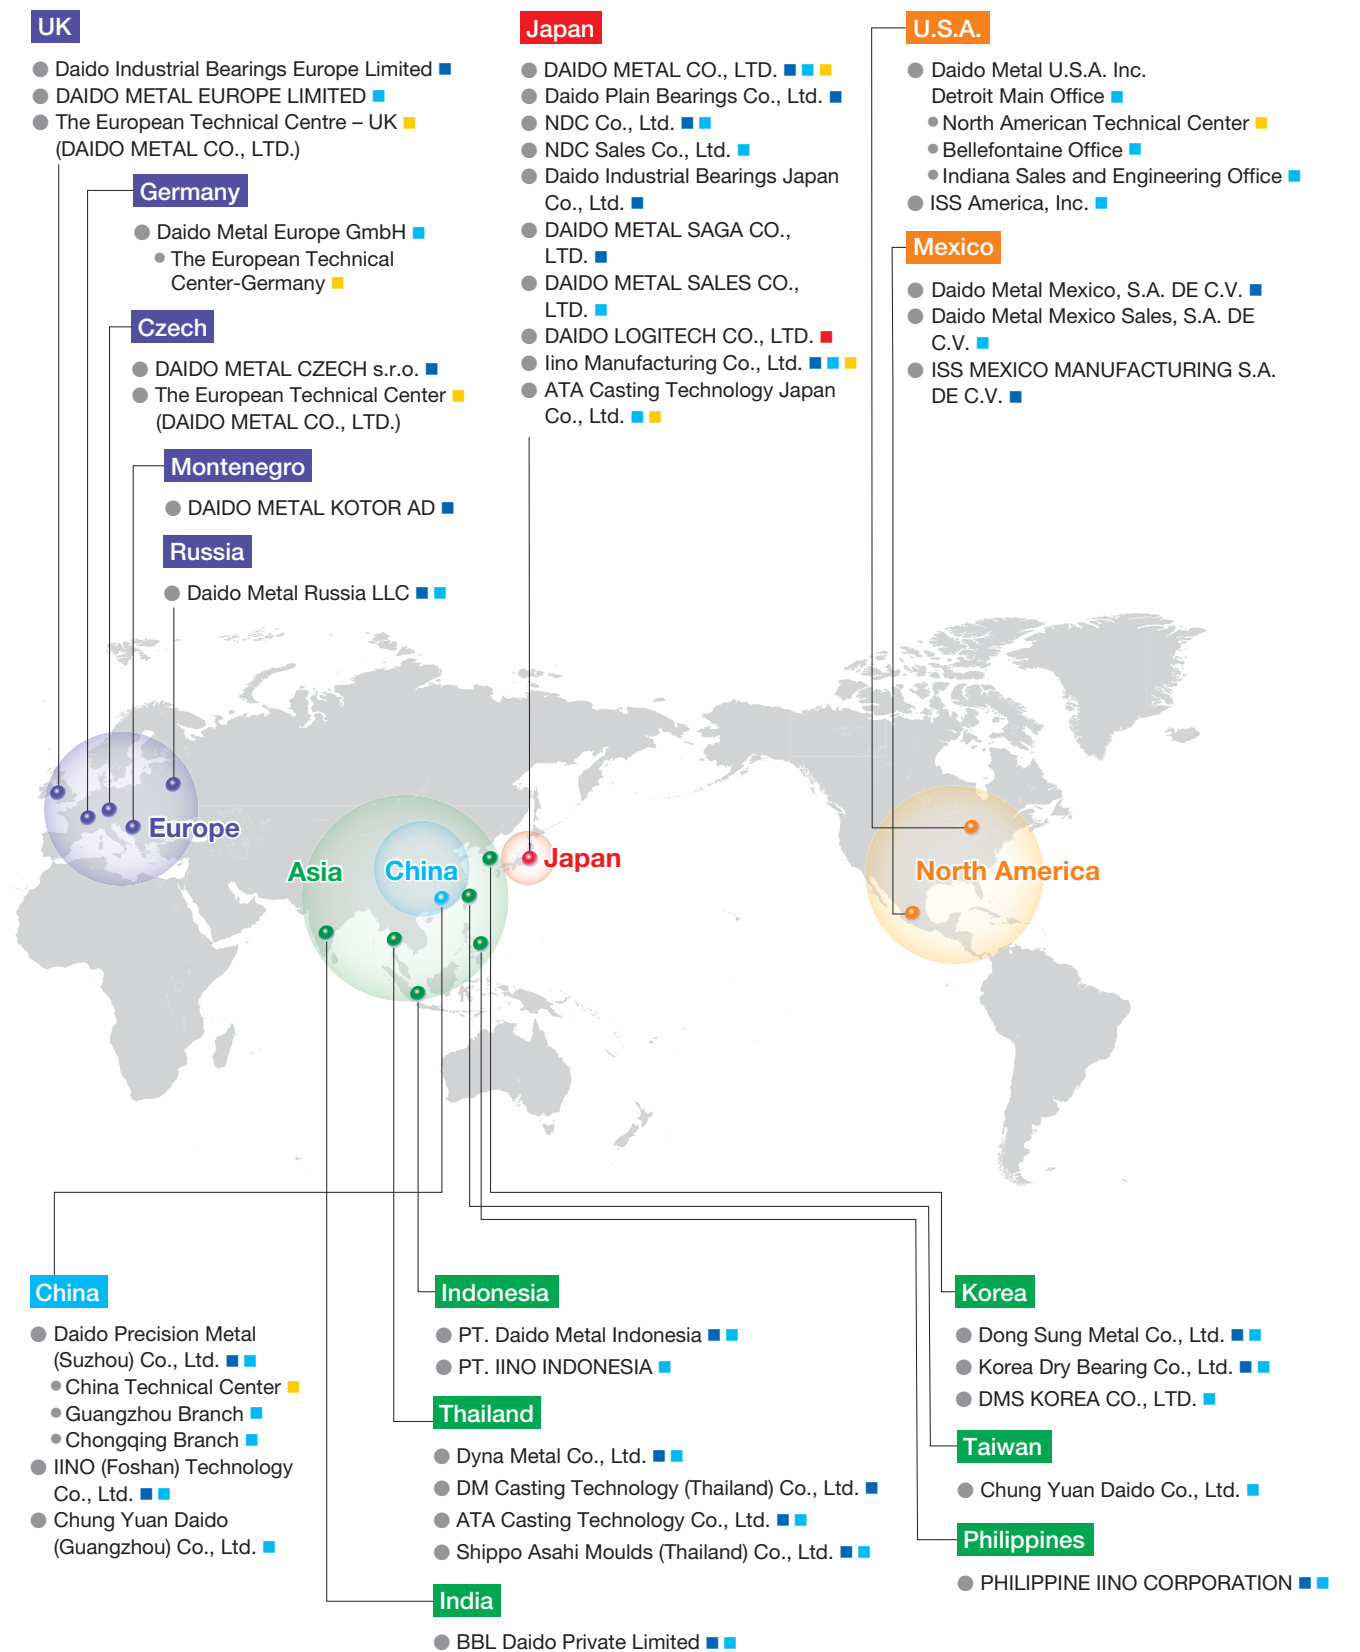 UK
Daido Industrial Bearings Europe Limited
DAIDO METAL EUROPE LIMITED
The European Technical Centre – UK
(DAIDO METAL CO., LTD.)
Germany
Daido Metal Europe GmbH
The European Technical
Center-Germany
Czech
DAIDO METAL CZECH s.r.o.
The European Technical Center
(DAIDO METAL CO., LTD.)
Montenegro
DAIDO METAL KOTOR AD
Russia
Daido Metal Russia LLC
Japan
DAIDO METAL CO., LTD.
Daido Plain Bearings Co., Ltd.
NDC Co., Ltd.
NDC Sales Co., Ltd.
Daido Industrial Bearings Japan
Co., Ltd.
DAIDO METAL SAGA CO.,
LTD.
DAIDO METAL SALES CO.,
LTD.
DAIDO LOGITECH CO., LTD.
Iino Manufacturing Co., Ltd.
ATA Casting Technology Japan
Co., Ltd.
U.S.A.
Daido Metal U.S.A. Inc.
Detroit Main Office
North American Technical Center
Bellefontaine Office
Indiana Sales and Engineering Office
ISS America, Inc.
Mexico
Daido Metal Mexico, S.A. DE C.V.
Daido Metal Mexico Sales, S.A. DE
C.V.
ISS MEXICO MANUFACTURING S.A.
DE C.V.
Europe
Asia
China
Japan
North America
China
Daido Precision Metal
(Suzhou) Co., Ltd.
China Technical Center
Guangzhou Branch
Chongqing Branch
IINO (Foshan) Technology
Co., Ltd.
Chung Yuan Daido
(Guangzhou) Co., Ltd.
Indonesia
PT. Daido Metal Indonesia
PT. IINO INDONESIA
Thailand
Dyna Metal Co., Ltd.
DM Casting Technology (Thailand) Co., Ltd.
ATA Casting Technology Co., Ltd.
Shippo Asahi Moulds (Thailand) Co., Ltd.
India
BBL Daido Private Limited
Korea
Dong Sung Metal Co., Ltd.
Korea Dry Bearing Co., Ltd.
DMS KOREA CO., LTD.
Taiwan
Chung Yuan Daido Co., Ltd.
Philippines
PHILIPPINE IINO CORPORATION